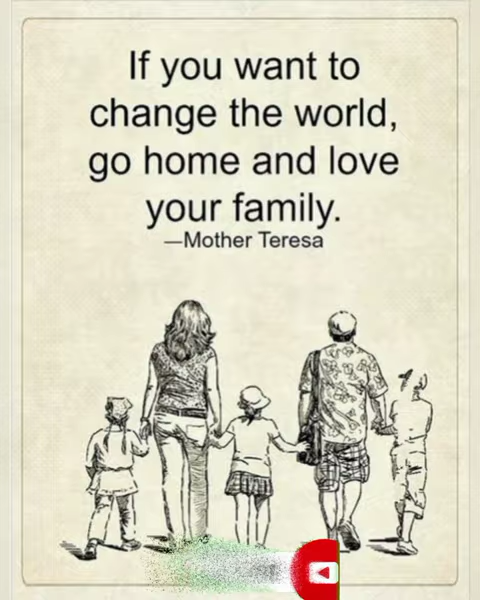 If you want to
change the world,
go home and love
your family.
—Mother Teresa